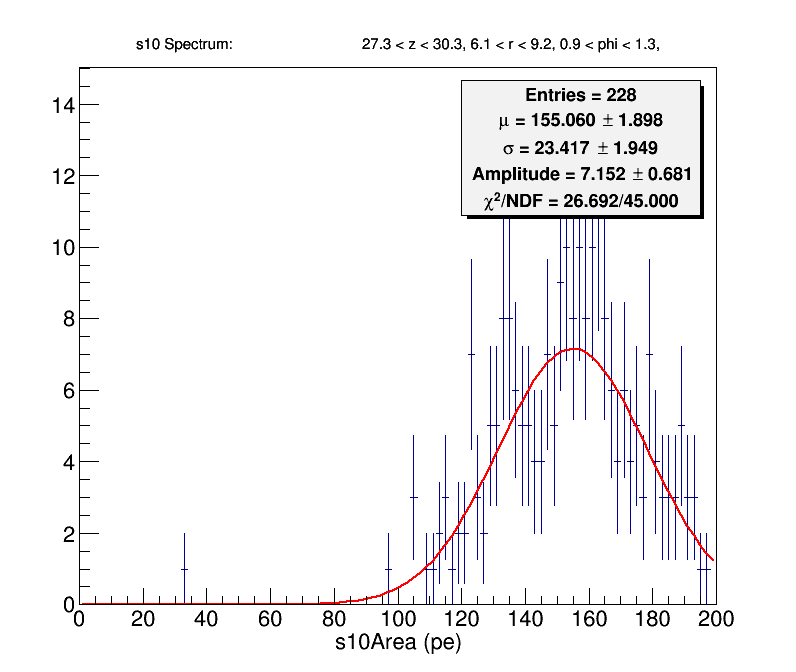 s10 Spectrum: 27.3 < z < 30.3, 6.1 < r < 9.2, 0.9 < phi < 1.3,
Entries = 228
μ = 155.060 ± 1.898
σ = 23.417 ± 1.949
Amplitude = 7.152 ± 0.681
χ²/NDF = 26.692/45.000
14
12
10
8
6
4
2
0
0 20 40 60 80 100 120 140 160 180 200
s10Area (pe)